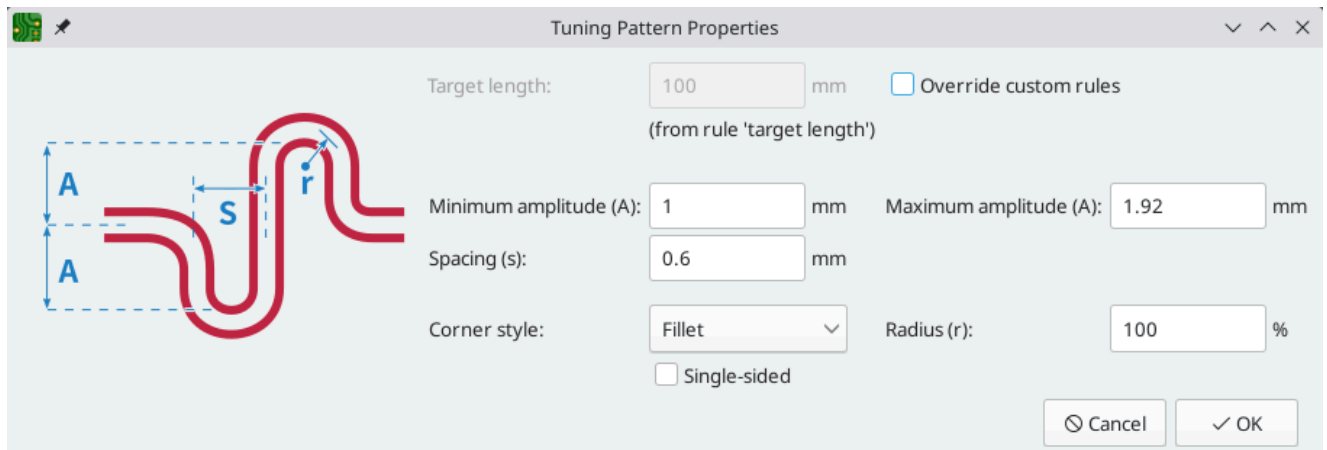 Tuning Pattern Properties
Target length: 100 mm Override custom rules
(from rule 'target length')
A
r
S
Minimum amplitude (A): 1 mm Maximum amplitude (A): 1.92 mm
Spacing (s): 0.6 mm
A
Corner style: Fillet Radius (r): 100 %
Single-sided
Cancel OK